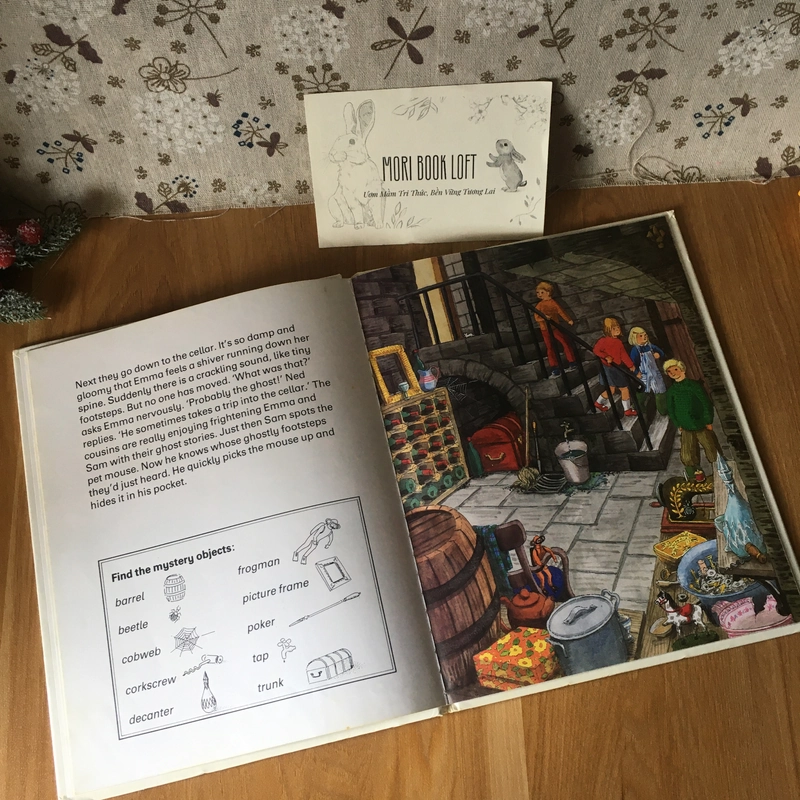 MORI BOOK LOFT
Ươm Mầm Tri Thức, Bền Vững Tương Lai
Next they go down to the cellar. It's so damp and
gloomy that Emma feels a shiver running down her
spine. Suddenly there is a crackling sound, like tiny
footsteps. But no one has moved. 'What was that?'
asks Emma nervously. 'Probably the ghost!' Ned
replies. 'He sometimes takes a trip into the cellar.' The
cousins are really enjoying frightening Emma and
Sam with their ghost stories. Just then Sam spots the
pet mouse. Now he knows whose ghostly footsteps
they'd just heard. He quickly picks the mouse up and
hides it in his pocket.
Find the mystery objects:
barrel
beetle
cobweb
corkscrew
decanter
frogman
picture frame
poker
tap
trunk